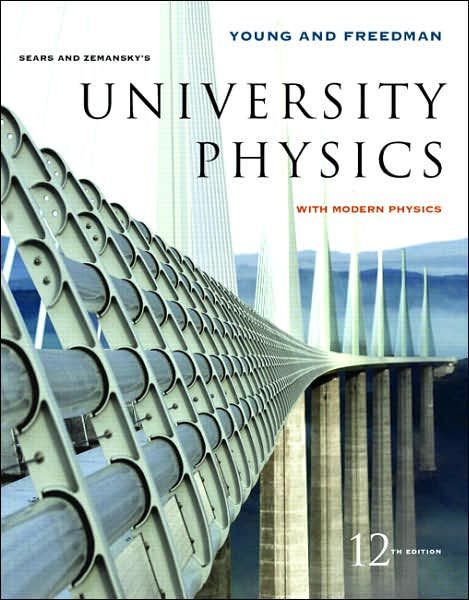 YOUNG AND FREEDMAN
SEARS AND ZEMANSKY'S
UNIVERSITY
PHYSICS
WITH MODERN PHYSICS
12TH EDITION